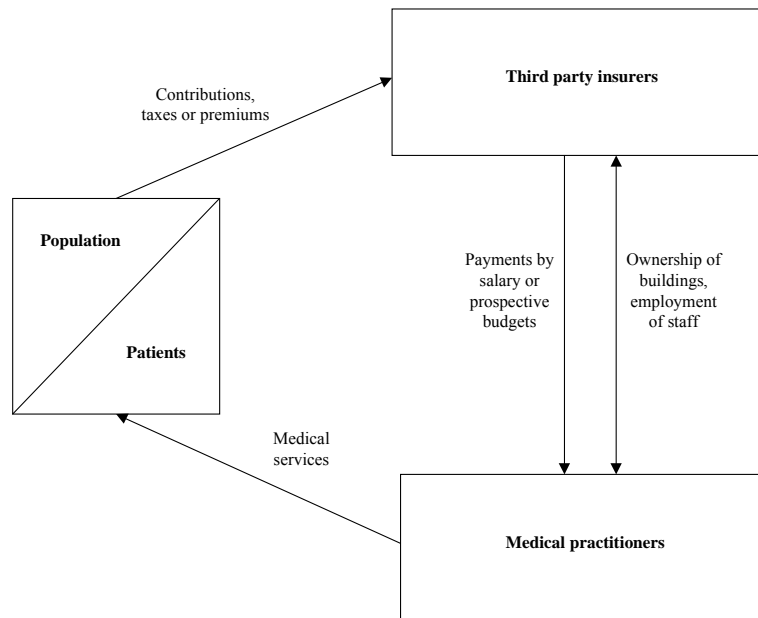 Third party insurers
Contributions,
taxes or premiums
Population
Patients
Payments by
salary or
prospective
budgets
Ownership of
buildings,
employment
of staff
Medical
services
Medical practitioners